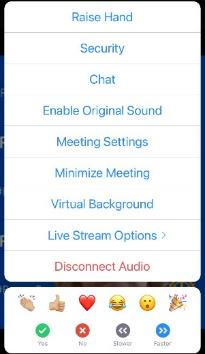 Raise Hand
Security
Chat
Enable Original Sound
Meeting Settings
Minimize Meeting
Virtual Background
Live Stream Options >
Disconnect Audio
Yes No Slower Faster